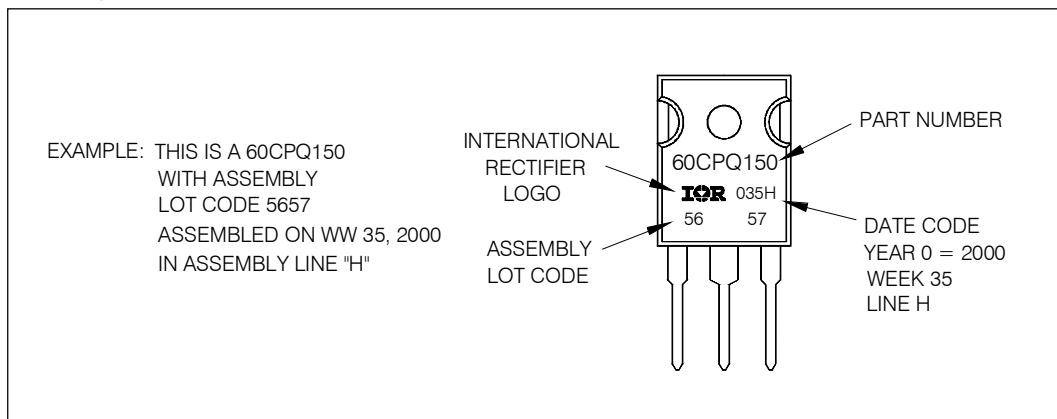 EXAMPLE: THIS IS A 60CPQ150
WITH ASSEMBLY
LOT CODE 5657
ASSEMBLED ON WW 35, 2000
IN ASSEMBLY LINE "H"
INTERNATIONAL
RECTIFIER
LOGO
ASSEMBLY
LOT CODE
60CPQ150
IOR 035H
56 57
PART NUMBER
DATE CODE
YEAR 0 = 2000
WEEK 35
LINE H